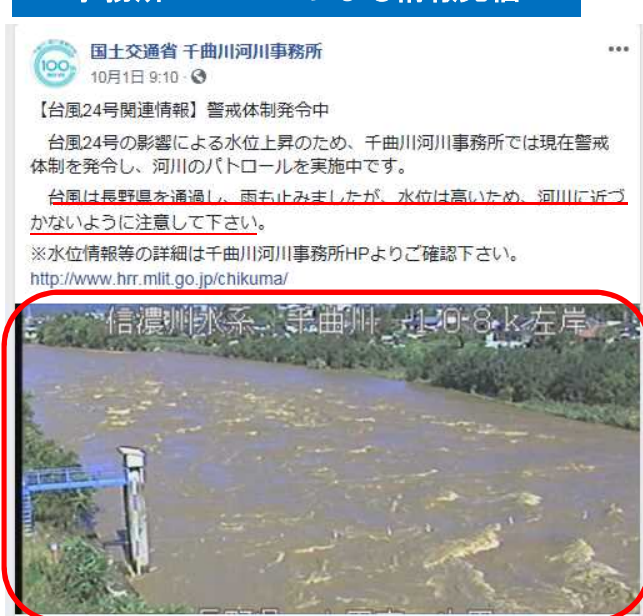 国土交通省 千曲川河川事務所
10月1日 9:10
【台風24号関連情報】警戒体制発令中
台風24号の影響による水位上昇のため、千曲川河川事務所では現在警戒
体制を発令し、河川のパトロールを実施中です。
台風は長野県を通過し、雨も止みましたが、水位は高いため、河川に近づ
かないように注意して下さい。
※水位情報等の詳細は千曲川河川事務所HPよりご確認下さい。
http://www.hrr.mlit.go.jp/chikuma/
100
信濃川水系 千曲川 108k左岸